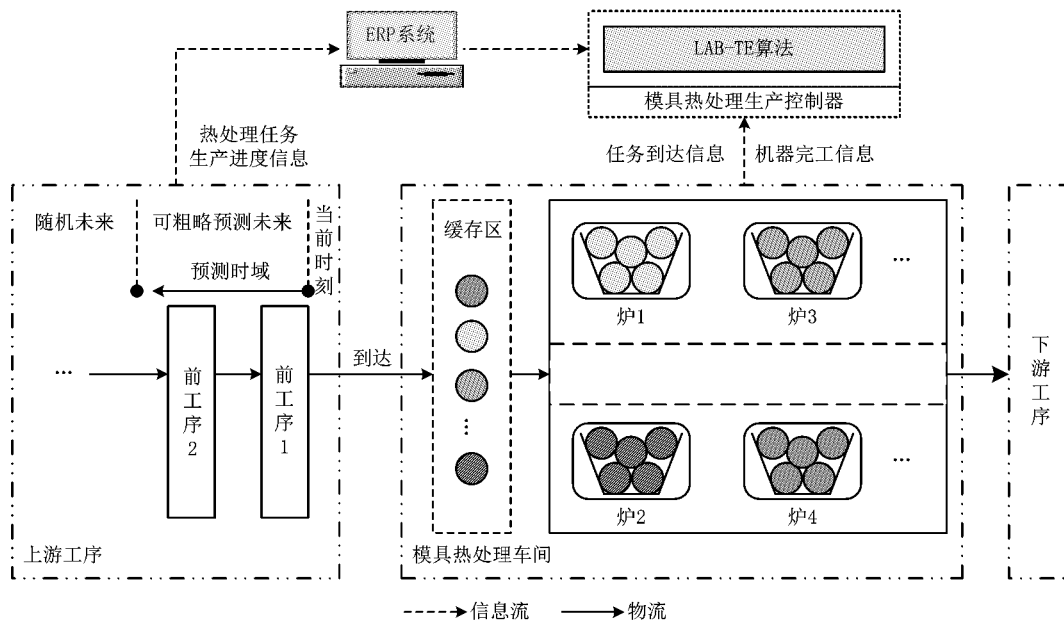 ERP系统
LAB-TE算法
模具热处理生产控制器
热处理任务
生产进度信息
任务到达信息
机器完工信息
随机未来
可粗略预测未来
当前时刻
预测时域
缓存区
炉1
炉3
...
...
前工序2
前工序1
到达
...
下游工序
炉2
炉4
...
上游工序
模具热处理车间
信息流
物流